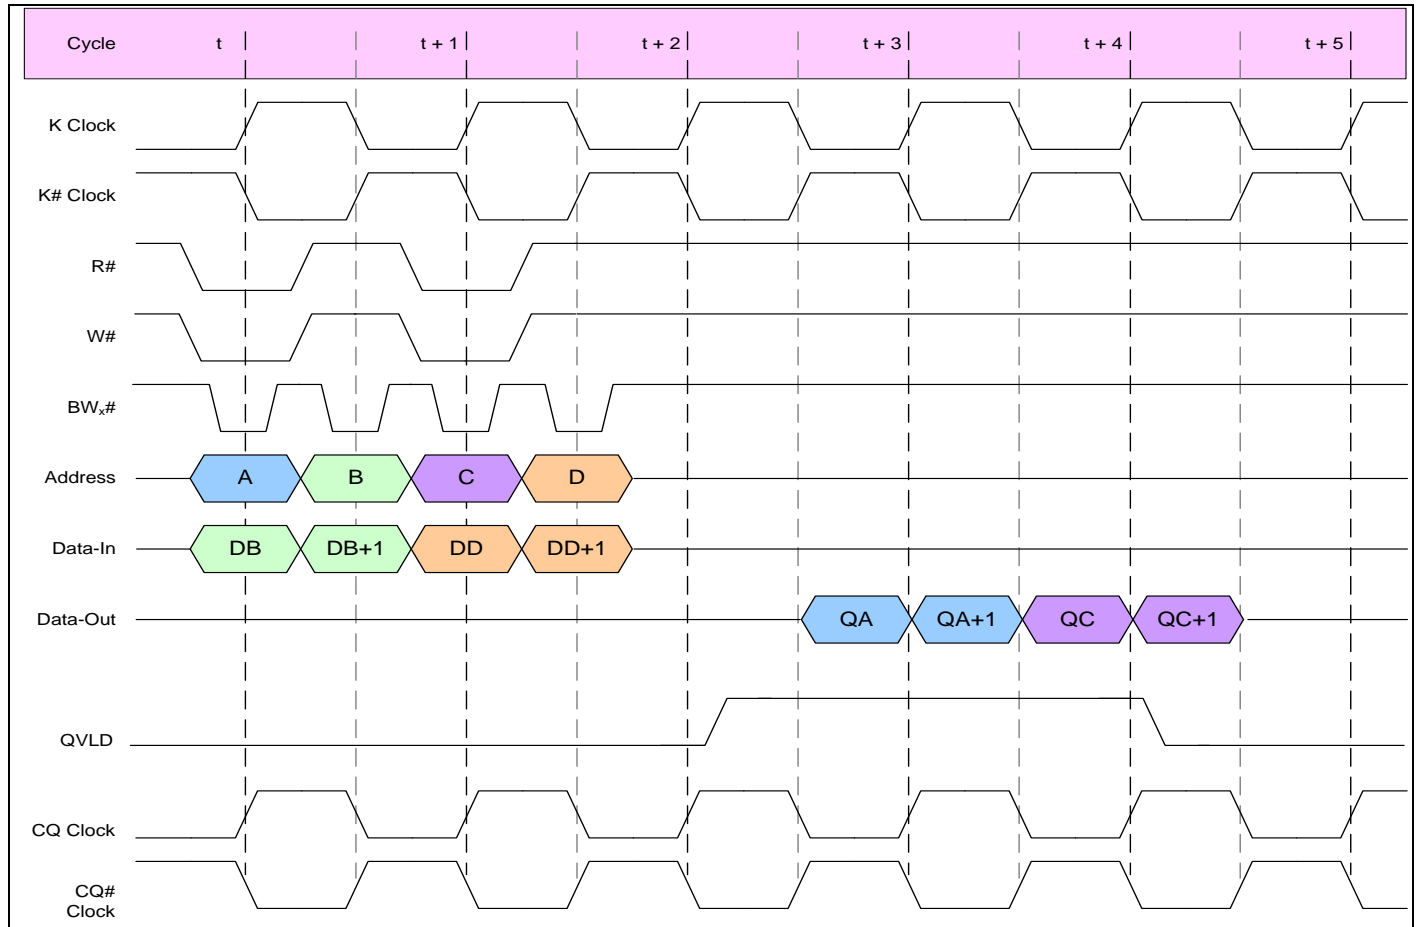 Cycle t t + 1 t + 2 t + 3 t + 4 t + 5
K Clock
K# Clock
R#
W#
BWₓ#
Address A B C D
Data-In DB DB+1 DD DD+1
Data-Out QA QA+1 QC QC+1
QVLD
CQ Clock
CQ#
Clock